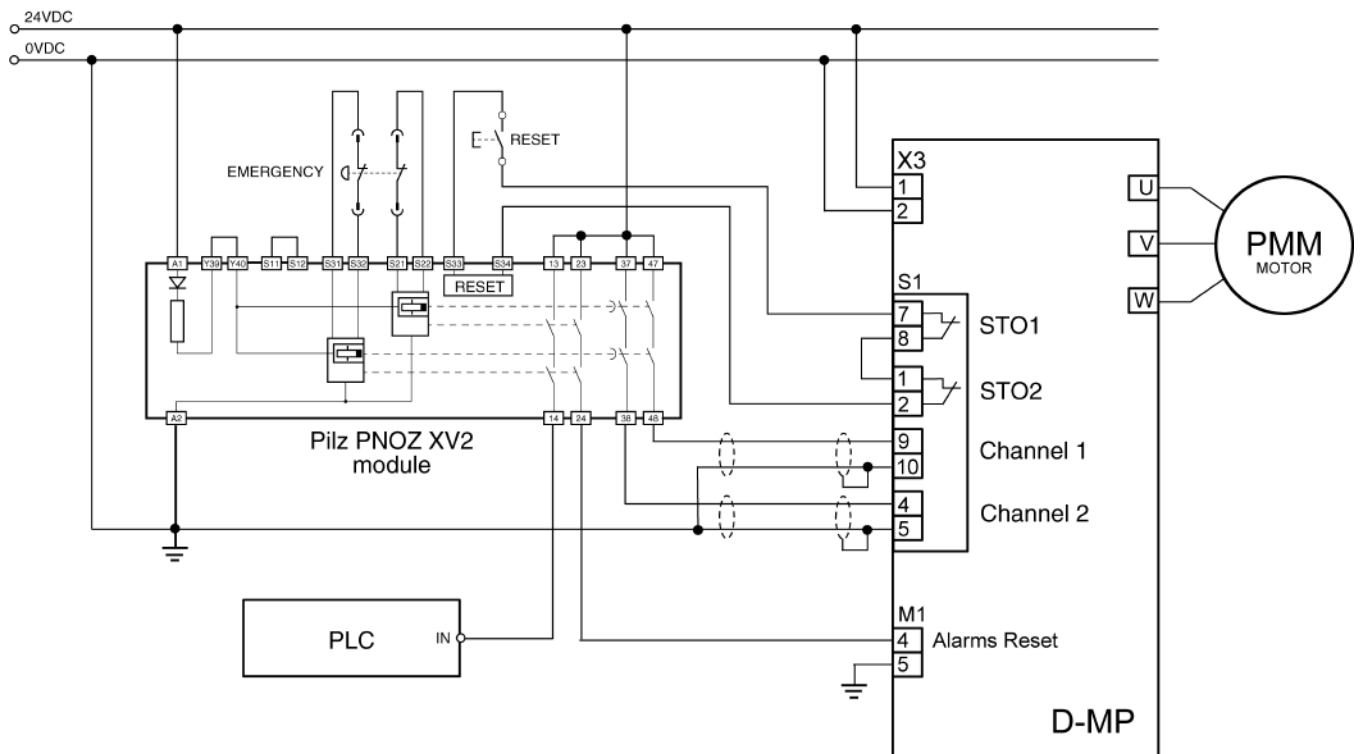 24VDC
0VDC
EMERGENCY
RESET
A1 Y39 Y40 S11 S12 S31 S32 S21 S22 S33 S34 13 23 37 47
RESET
A2 14 24 38 48
Pilz PNOZ XV2
module
PLC
IN
X3
1
2
S1
7
8
STO1
1
2
STO2
9
10
Channel 1
4
5
Channel 2
M1
4
Alarms Reset
5
D-MP
U
V
W
PMM
MOTOR